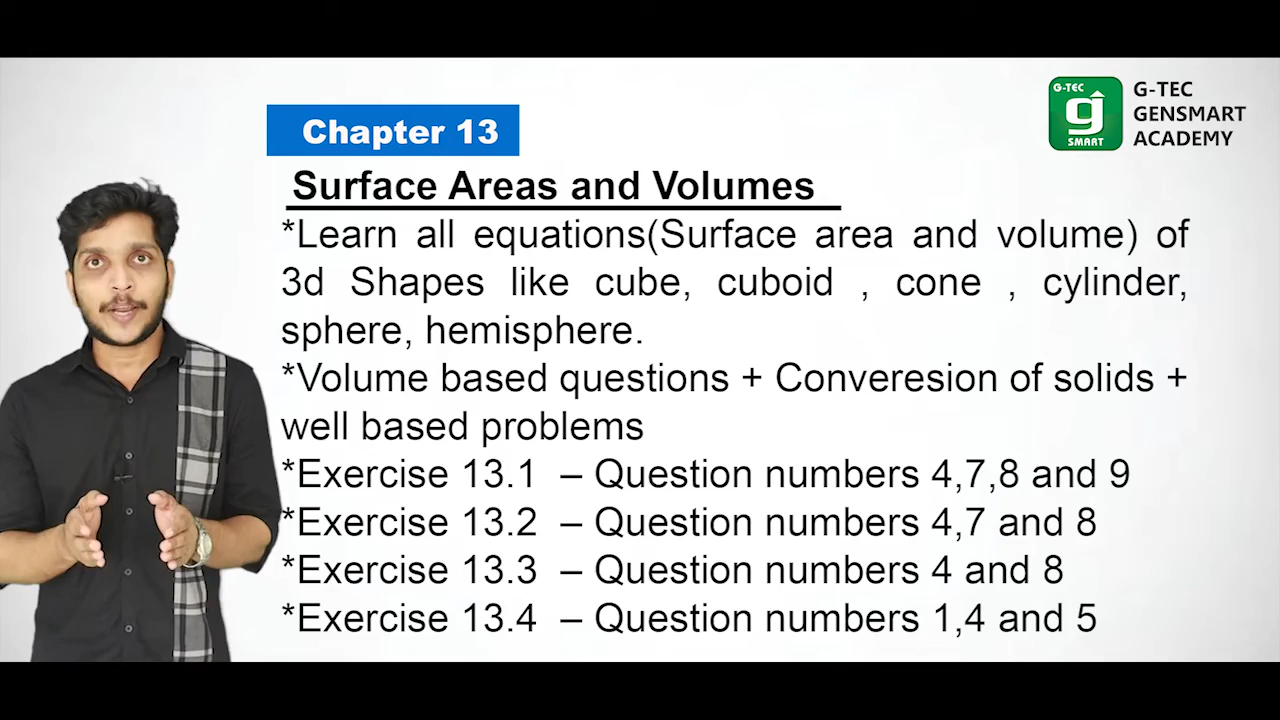 G-TEC
g
SMART
G-TEC
GENSMART
ACADEMY
Chapter 13
Surface Areas and Volumes
*Learn all equations(Surface area and volume) of
3d Shapes like cube, cuboid , cone , cylinder,
sphere, hemisphere.
*Volume based questions + Converesion of solids +
well based problems
*Exercise 13.1 – Question numbers 4,7,8 and 9
*Exercise 13.2 – Question numbers 4,7 and 8
*Exercise 13.3 – Question numbers 4 and 8
*Exercise 13.4 – Question numbers 1,4 and 5